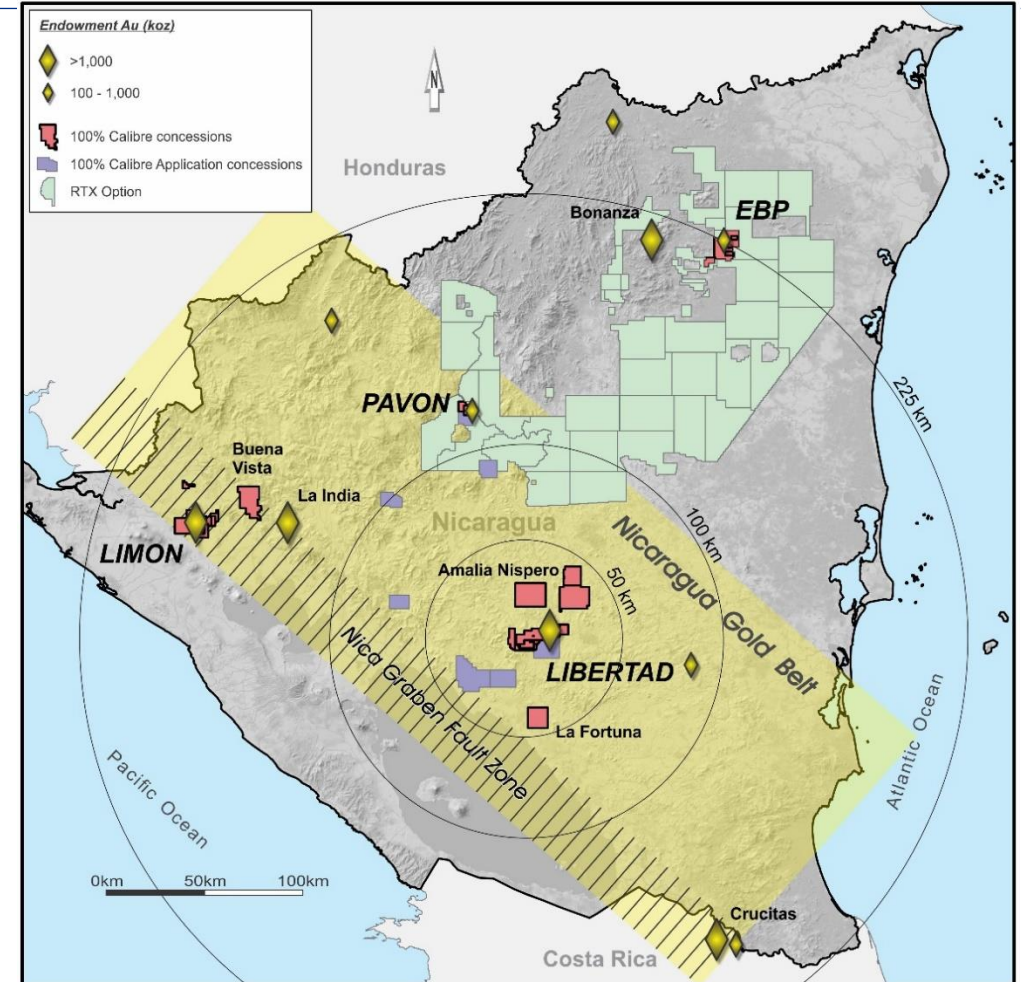 Endowment Au (koz)
>1,000
100 - 1,000
100% Calibre concessions
100% Calibre Application concessions
RTX Option
N
Honduras
Bonanza
EBP
PAVON
225 km
Buena
Vista
La India
LIMON
Nicaragua
100 km
Nicaragua Gold Belt
Amalia Nispero
50 km
LIBERTAD
Nica Graben Fault Zone
La Fortuna
Pacific Ocean
Atlantic Ocean
0km 50km 100km
Crucitas
Costa Rica